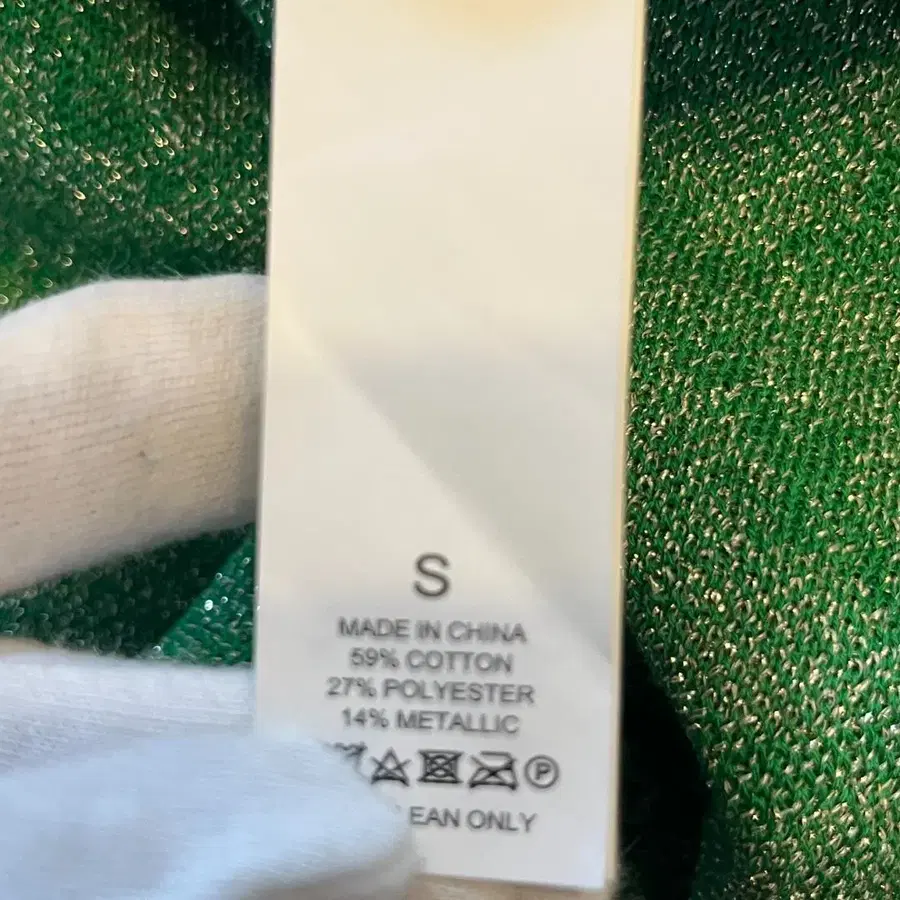 S
MADE IN CHINA
59% COTTON
27% POLYESTER
14% METALLIC
P
EAN ONLY